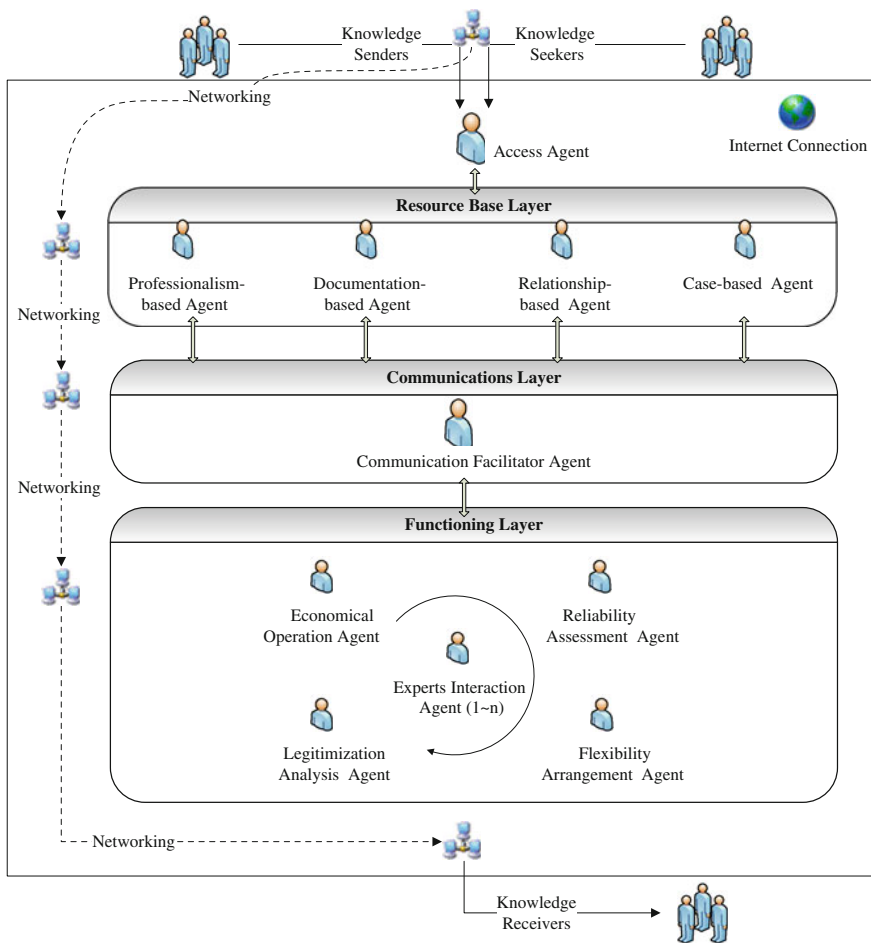 Knowledge
Senders
Knowledge
Seekers
Networking
Internet Connection
Access Agent
Resource Base Layer
Professionalism-
based Agent
Documentation-
based Agent
Relationship-
based Agent
Case-based Agent
Networking
Communications Layer
Communication Facilitator Agent
Networking
Functioning Layer
Economical
Operation Agent
Reliability
Assessment Agent
Experts Interaction
Agent (1~n)
Legitimization
Analysis Agent
Flexibility
Arrangement Agent
Networking
Knowledge
Receivers